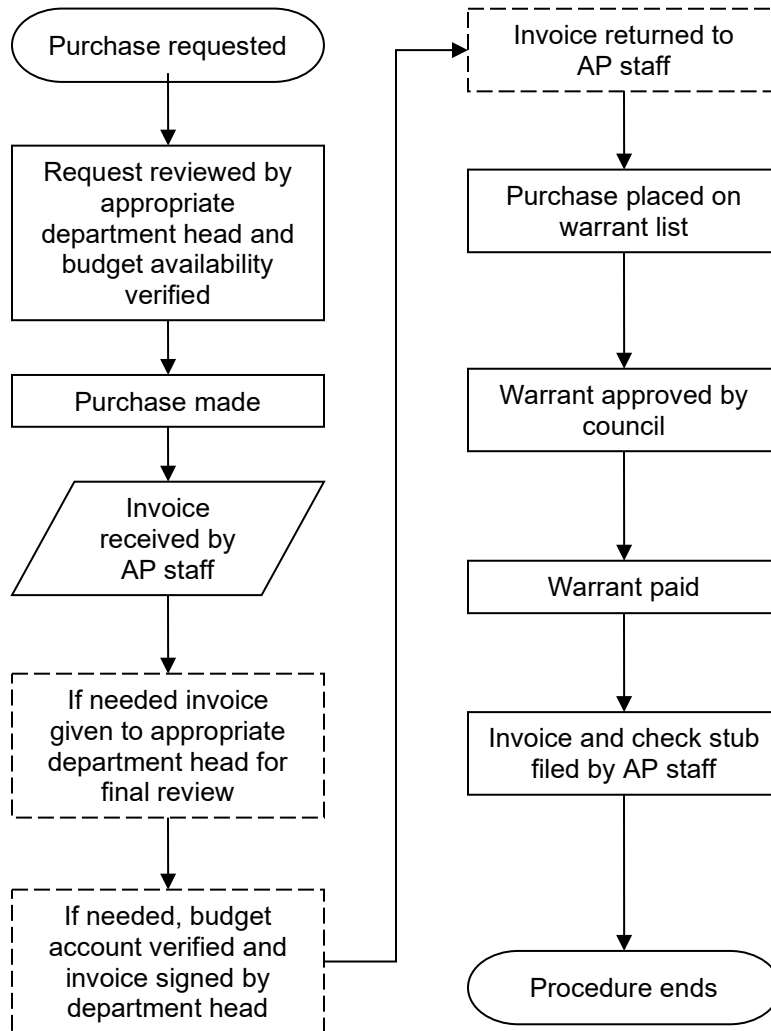 Purchase requested
Request reviewed by
appropriate
department head and
budget availability
verified
Purchase made
Invoice
received by
AP staff
If needed invoice
given to appropriate
department head for
final review
If needed, budget
account verified and
invoice signed by
department head
Invoice returned to
AP staff
Purchase placed on
warrant list
Warrant approved by
council
Warrant paid
Invoice and check stub
filed by AP staff
Procedure ends